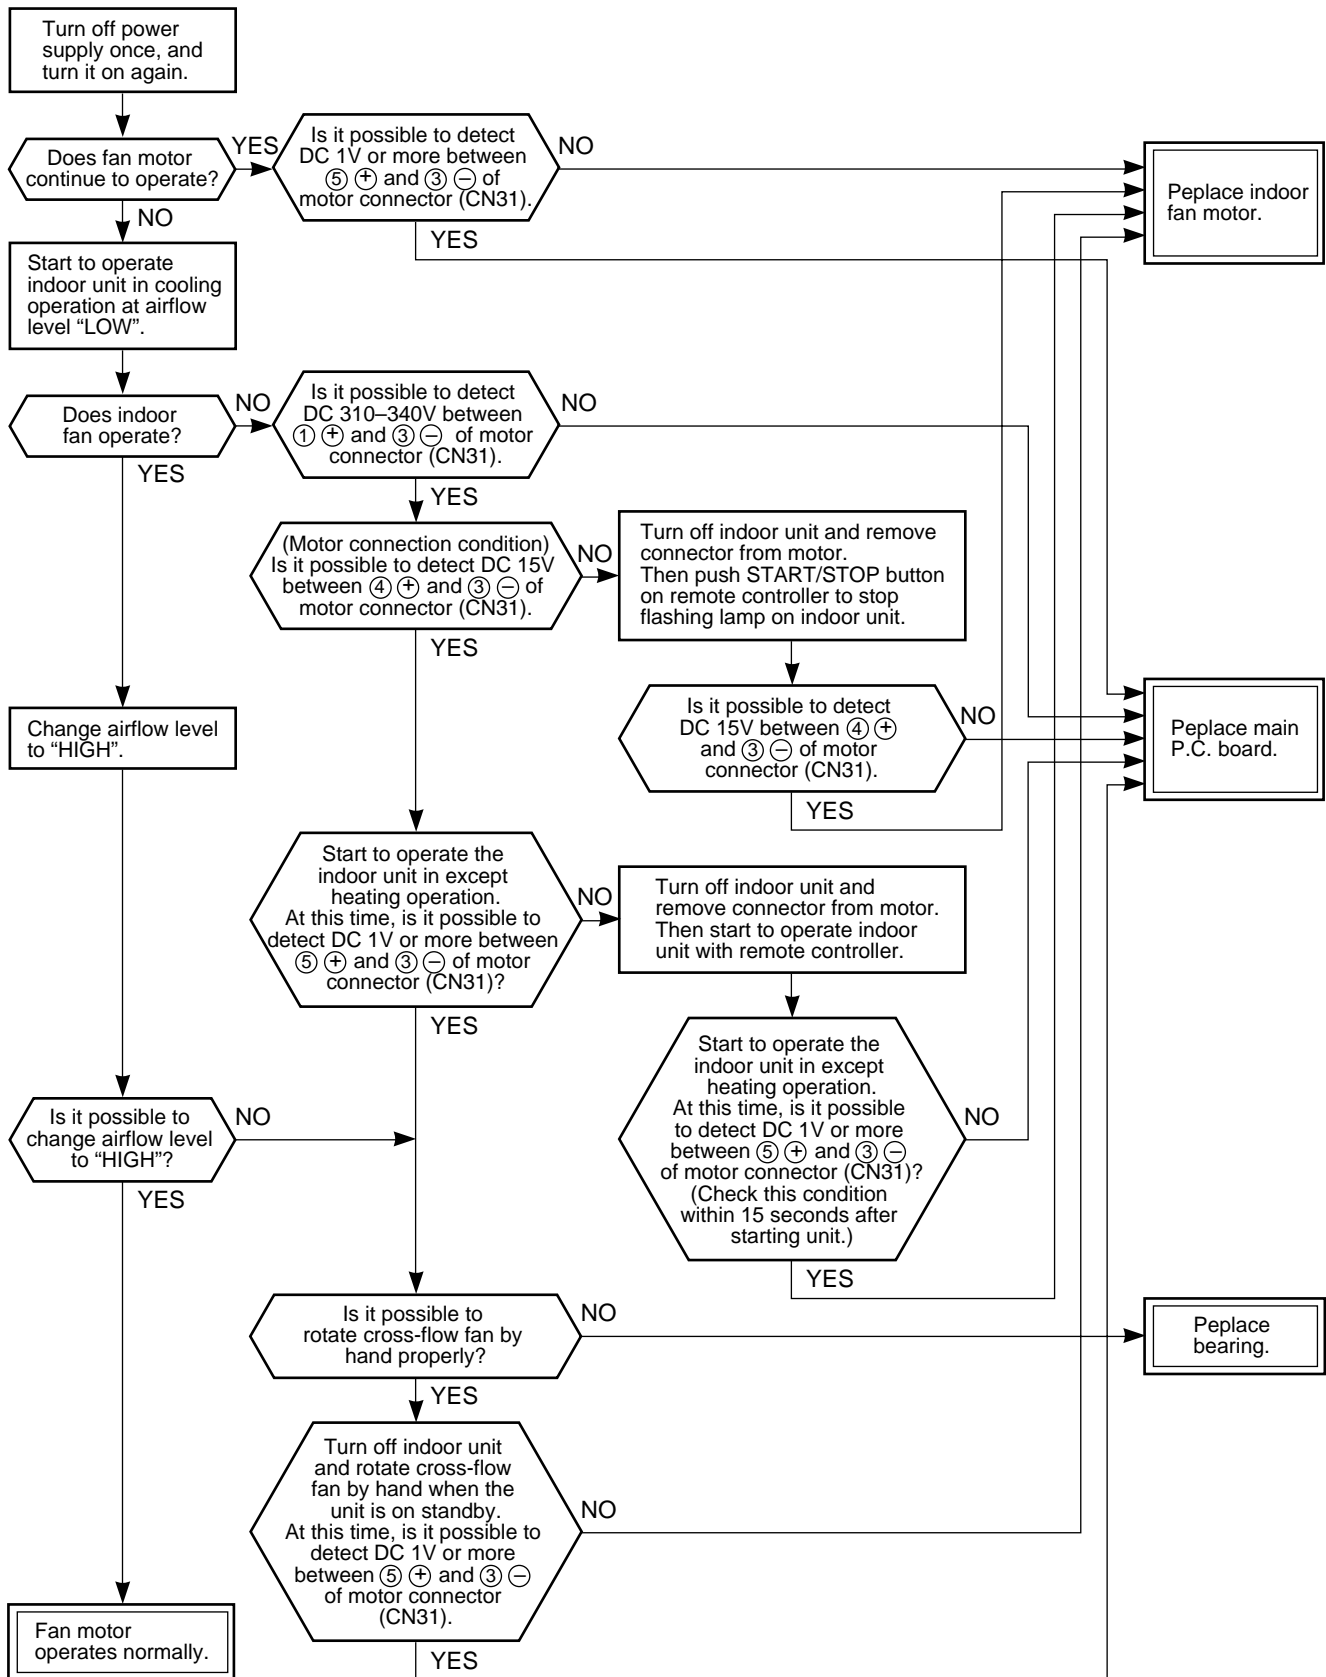 Turn off power
supply once, and
turn it on again.
Does fan motor
continue to operate?
YES
Is it possible to detect
DC 1V or more between
⑤ ⊕ and ③ ⊖ of
motor connector (CN31).
NO
Peplace indoor
fan motor.
NO
YES
Start to operate
indoor unit in cooling
operation at airflow
level “LOW”.
Does indoor
fan operate?
NO
Is it possible to detect
DC 310–340V between
① ⊕ and ③ ⊖ of motor
connector (CN31).
NO
YES
YES
(Motor connection condition)
Is it possible to detect DC 15V
between ④ ⊕ and ③ ⊖ of
motor connector (CN31).
NO
Turn off indoor unit and remove
connector from motor.
Then push START/STOP button
on remote controller to stop
flashing lamp on indoor unit.
YES
Is it possible to detect
DC 15V between ④ ⊕
and ③ ⊖ of motor
connector (CN31).
NO
Peplace main
P.C. board.
YES
Change airflow level
to “HIGH”.
Start to operate the
indoor unit in except
heating operation.
At this time, is it possible to
detect DC 1V or more between
⑤ ⊕ and ③ ⊖ of motor
connector (CN31)?
NO
Turn off indoor unit and
remove connector from motor.
Then start to operate indoor
unit with remote controller.
YES
Start to operate the
indoor unit in except
heating operation.
At this time, is it possible
to detect DC 1V or more
between ⑤ ⊕ and ③ ⊖
of motor connector (CN31)?
(Check this condition
within 15 seconds after
starting unit.)
NO
YES
Is it possible to
change airflow level
to “HIGH”?
NO
YES
Is it possible to
rotate cross-flow fan by
hand properly?
NO
Peplace
bearing.
YES
Turn off indoor unit
and rotate cross-flow
fan by hand when the
unit is on standby.
At this time, is it possible to
detect DC 1V or more
between ⑤ ⊕ and ③ ⊖
of motor connector
(CN31).
NO
YES
Fan motor
operates normally.